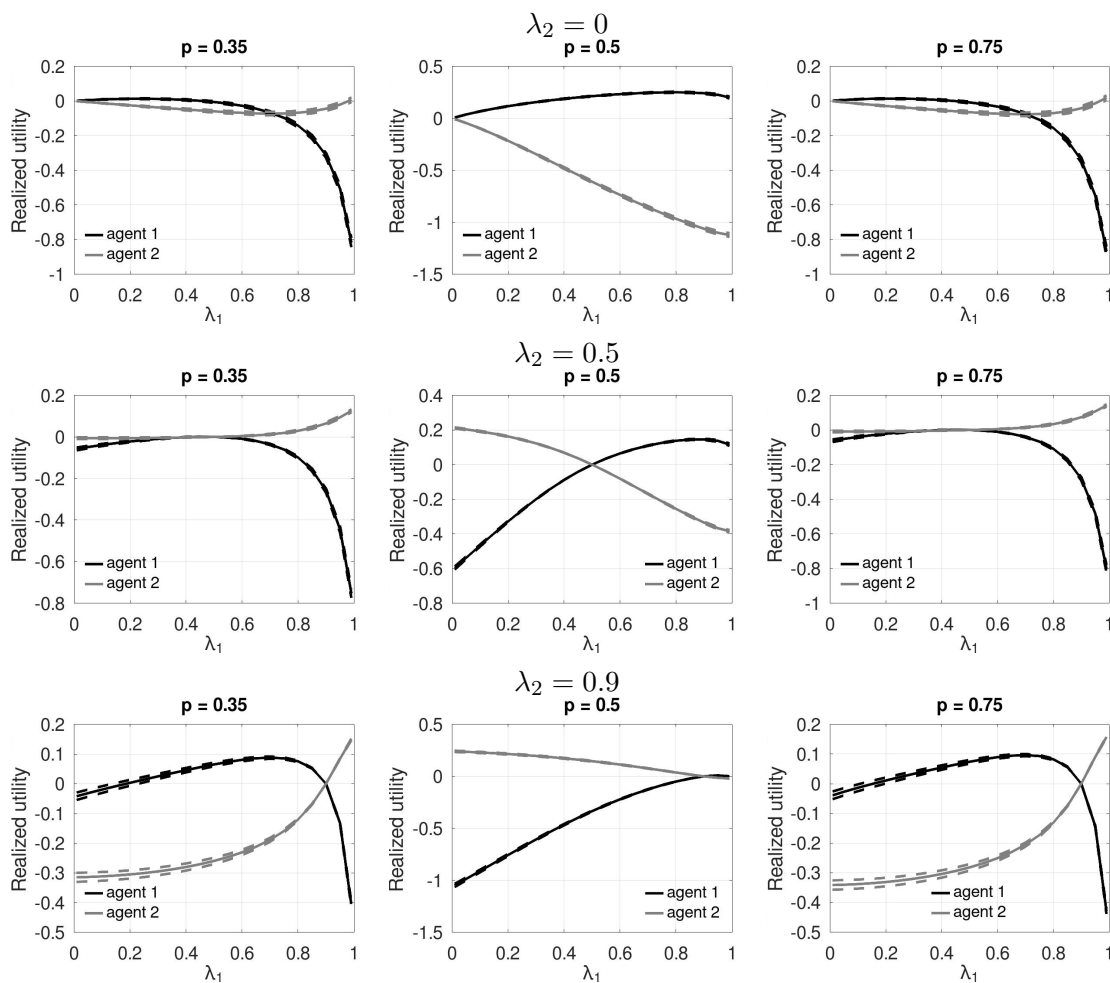 λ₂ = 0
p = 0.35
p = 0.5
p = 0.75
Realized utility
0.2
0
-0.2
-0.4
-0.6
-0.8
-1
agent 1
agent 2
0 0.2 0.4 0.6 0.8 1
λ₁
Realized utility
0.5
0
-0.5
-1
-1.5
agent 1
agent 2
0 0.2 0.4 0.6 0.8 1
λ₁
Realized utility
0.2
0
-0.2
-0.4
-0.6
-0.8
-1
agent 1
agent 2
0 0.2 0.4 0.6 0.8 1
λ₁
λ₂ = 0.5
p = 0.35
p = 0.5
p = 0.75
Realized utility
0.2
0
-0.2
-0.4
-0.6
-0.8
agent 1
agent 2
0 0.2 0.4 0.6 0.8 1
λ₁
Realized utility
0.4
0.2
0
-0.2
-0.4
-0.6
-0.8
agent 1
agent 2
0 0.2 0.4 0.6 0.8 1
λ₁
Realized utility
0.2
0
-0.2
-0.4
-0.6
-0.8
-1
agent 1
agent 2
0 0.2 0.4 0.6 0.8 1
λ₁
λ₂ = 0.9
p = 0.35
p = 0.5
p = 0.75
Realized utility
0.2
0.1
0
-0.1
-0.2
-0.3
-0.4
-0.5
agent 1
agent 2
0 0.2 0.4 0.6 0.8 1
λ₁
Realized utility
0.5
0
-0.5
-1
-1.5
agent 1
agent 2
0 0.2 0.4 0.6 0.8 1
λ₁
Realized utility
0.2
0.1
0
-0.1
-0.2
-0.3
-0.4
-0.5
agent 1
agent 2
0 0.2 0.4 0.6 0.8 1
λ₁